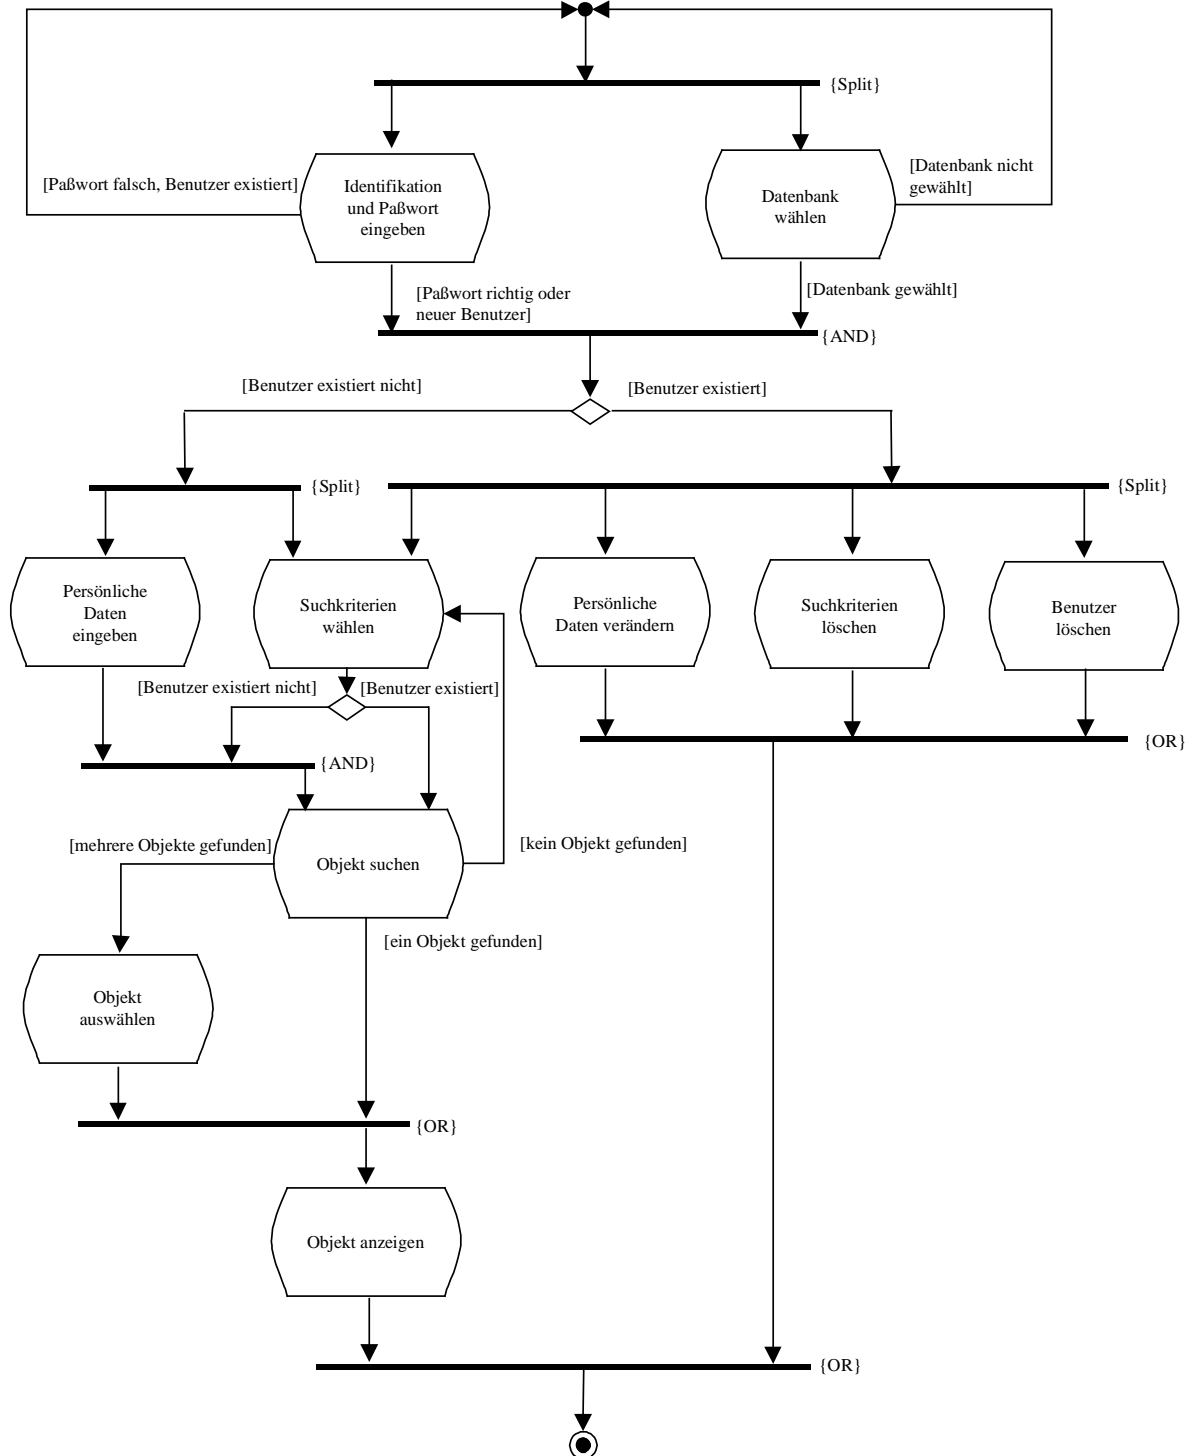 {Split}
[Paßwort falsch, Benutzer existiert]
Identifikation
und Paßwort
eingeben
Datenbank
wählen
[Datenbank nicht
gewählt]
[Paßwort richtig oder
neuer Benutzer]
[Datenbank gewählt]
{AND}
[Benutzer existiert nicht]
[Benutzer existiert]
{Split}
{Split}
Persönliche
Daten
eingeben
Suchkriterien
wählen
Persönliche
Daten verändern
Suchkriterien
löschen
Benutzer
löschen
[Benutzer existiert nicht]
[Benutzer existiert]
{OR}
{AND}
[mehrere Objekte gefunden]
Objekt suchen
[kein Objekt gefunden]
[ein Objekt gefunden]
Objekt
auswählen
{OR}
Objekt anzeigen
{OR}